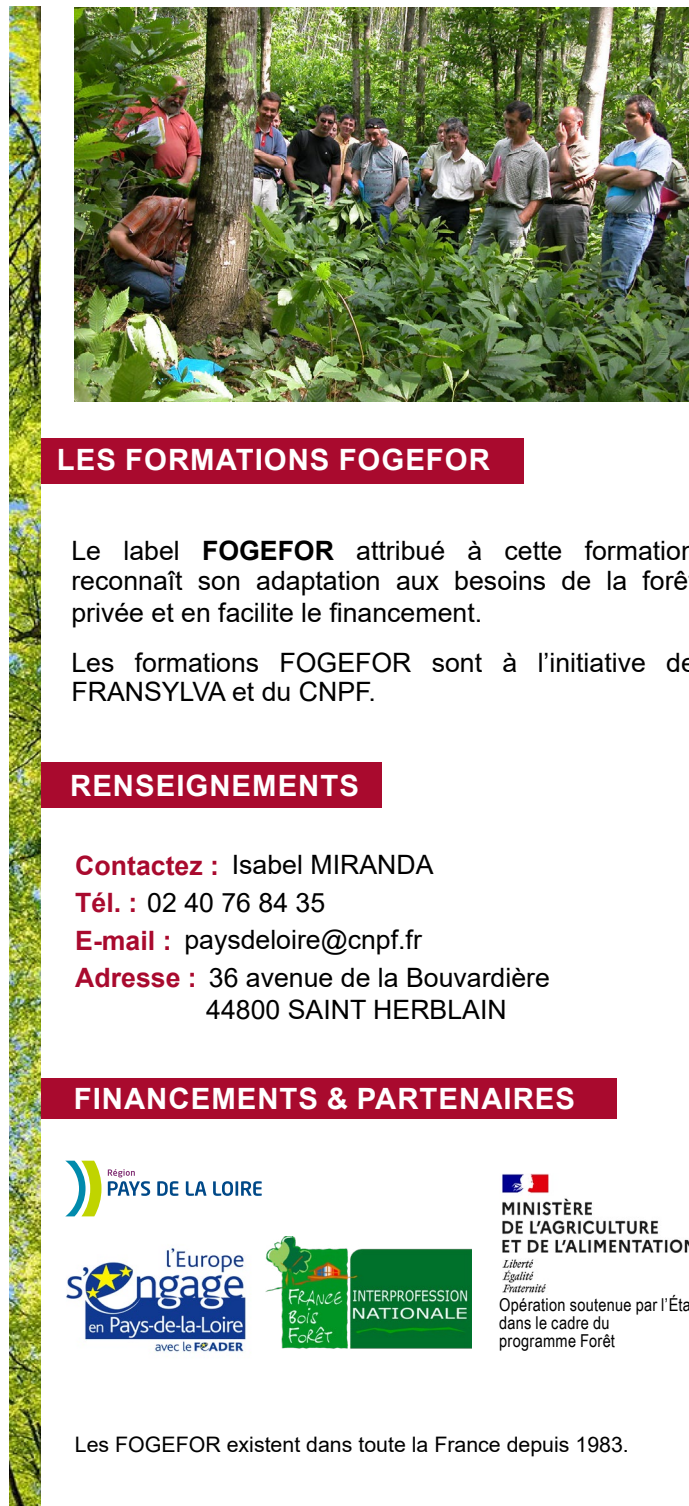 LES FORMATIONS FOGEFOR
Le label FOGEFOR attribué à cette formation
reconnaît son adaptation aux besoins de la forêt
privée et en facilite le financement.
Les formations FOGEFOR sont à l'initiative de
FRANSYLVA et du CNPF.
RENSEIGNEMENTS
Contactez : Isabel MIRANDA
Tél. : 02 40 76 84 35
E-mail : paysdeloire@cnpf.fr
Adresse : 36 avenue de la Bouvardière
44800 SAINT HERBLAIN
FINANCEMENTS & PARTENAIRES
Région
PAYS DE LA LOIRE
l'Europe
s'engage
en Pays-de-la-Loire
avec le FEADER
FRANCE
BOIS
FORÊT
INTERPROFESSION
NATIONALE
MINISTÈRE
DE L'AGRICULTURE
ET DE L'ALIMENTATION
Liberté
Égalité
Fraternité
Opération soutenue par l'Éta
dans le cadre du
programme Forêt
Les FOGEFOR existent dans toute la France depuis 1983.